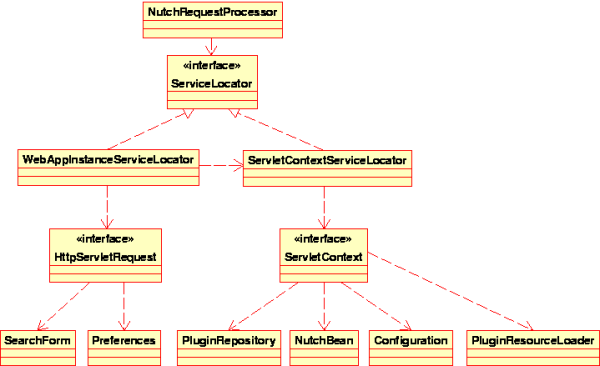 NutchRequestProcessor
«interface»
ServiceLocator
WebAppInstanceServiceLocator
ServletContextServiceLocator
«interface»
HttpServletRequest
«interface»
ServletContext
SearchForm
Preferences
PluginRepository
NutchBean
Configuration
PluginResourceLoader